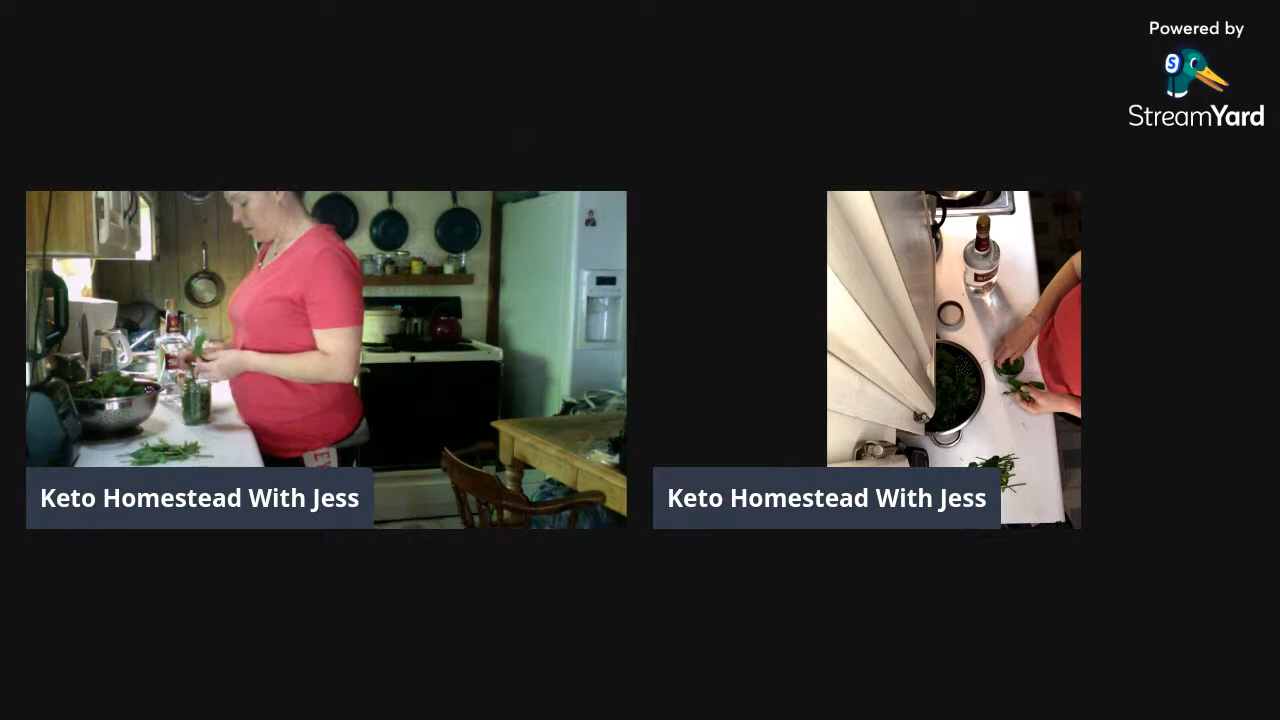 Powered by
S
StreamYard
Keto Homestead With Jess
Keto Homestead With Jess